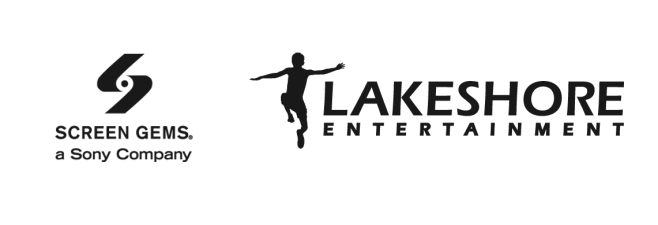 SCREEN GEMS®
a Sony Company
LAKESHORE
ENTERTAINMENT